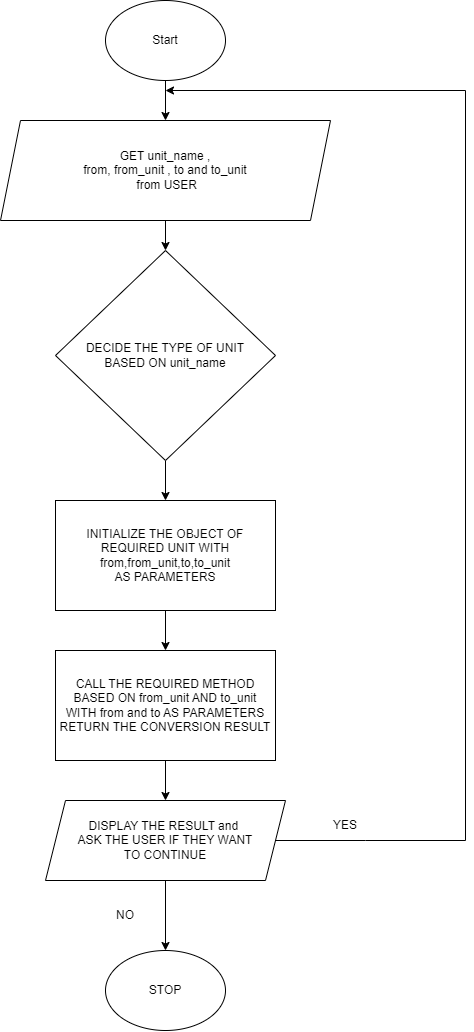 Start
GET unit_name ,
from, from_unit , to and to_unit
from USER
DECIDE THE TYPE OF UNIT
BASED ON unit_name
INITIALIZE THE OBJECT OF
REQUIRED UNIT WITH
from,from_unit,to,to_unit
AS PARAMETERS
CALL THE REQUIRED METHOD
BASED ON from_unit AND to_unit
WITH from and to AS PARAMETERS
RETURN THE CONVERSION RESULT
DISPLAY THE RESULT and
ASK THE USER IF THEY WANT
TO CONTINUE
YES
NO
STOP